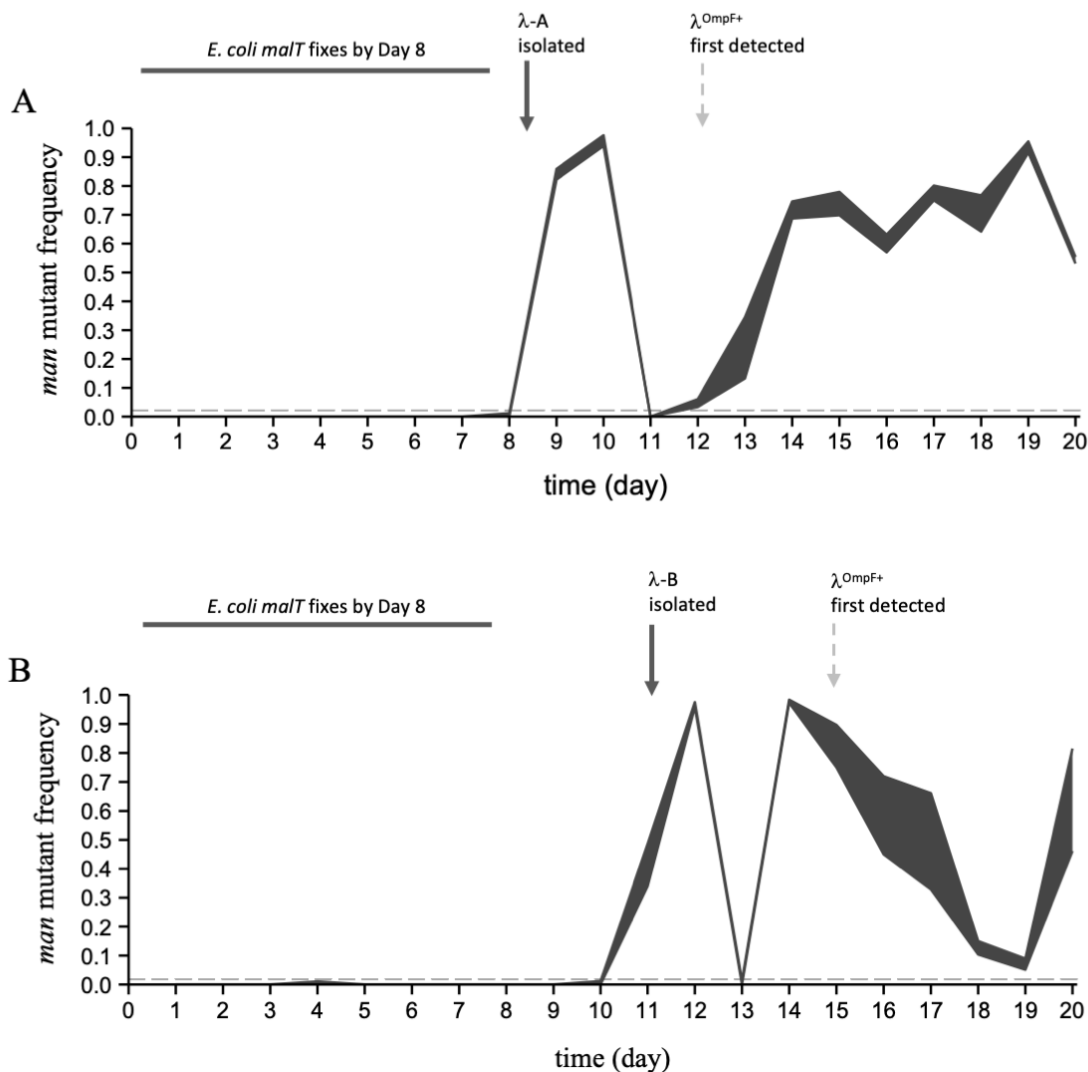 λ-A
isolated
λOmpF+
first detected
E. coli malT fixes by Day 8
A
man mutant frequency
1.0
0.9
0.8
0.7
0.6
0.5
0.4
0.3
0.2
0.1
0.0
0 1 2 3 4 5 6 7 8 9 10 11 12 13 14 15 16 17 18 19 20
time (day)
λ-B
isolated
λOmpF+
first detected
E. coli malT fixes by Day 8
B
man mutant frequency
1.0
0.9
0.8
0.7
0.6
0.5
0.4
0.3
0.2
0.1
0.0
0 1 2 3 4 5 6 7 8 9 10 11 12 13 14 15 16 17 18 19 20
time (day)